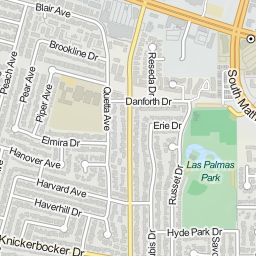 Blair Ave
Brookline Dr
Peach Ave
Pear Ave
Piper Ave
Quetta Ave
Reseda Dr
Danforth Dr
South Math
Elmira Dr
Erie Dr
Hanover Ave
Las Palmas
Park
Harvard Ave
Russet Dr
Haverhill Dr
Hyde Park Dr
Knickerbocker Dr